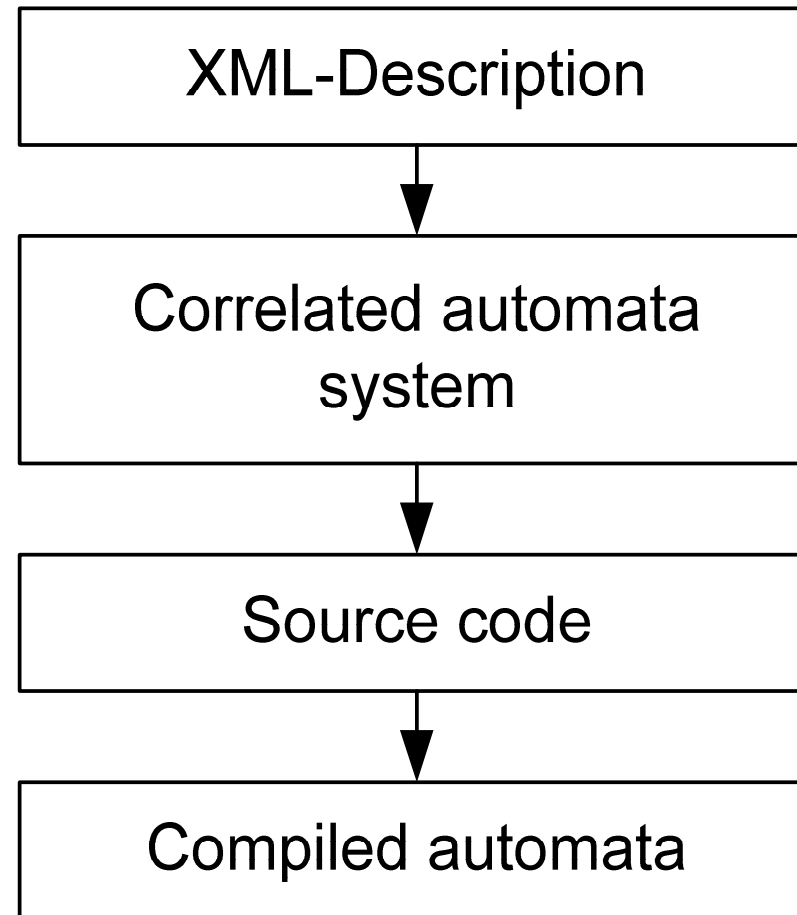 XML-Description
Correlated automata
system
Source code
Compiled automata